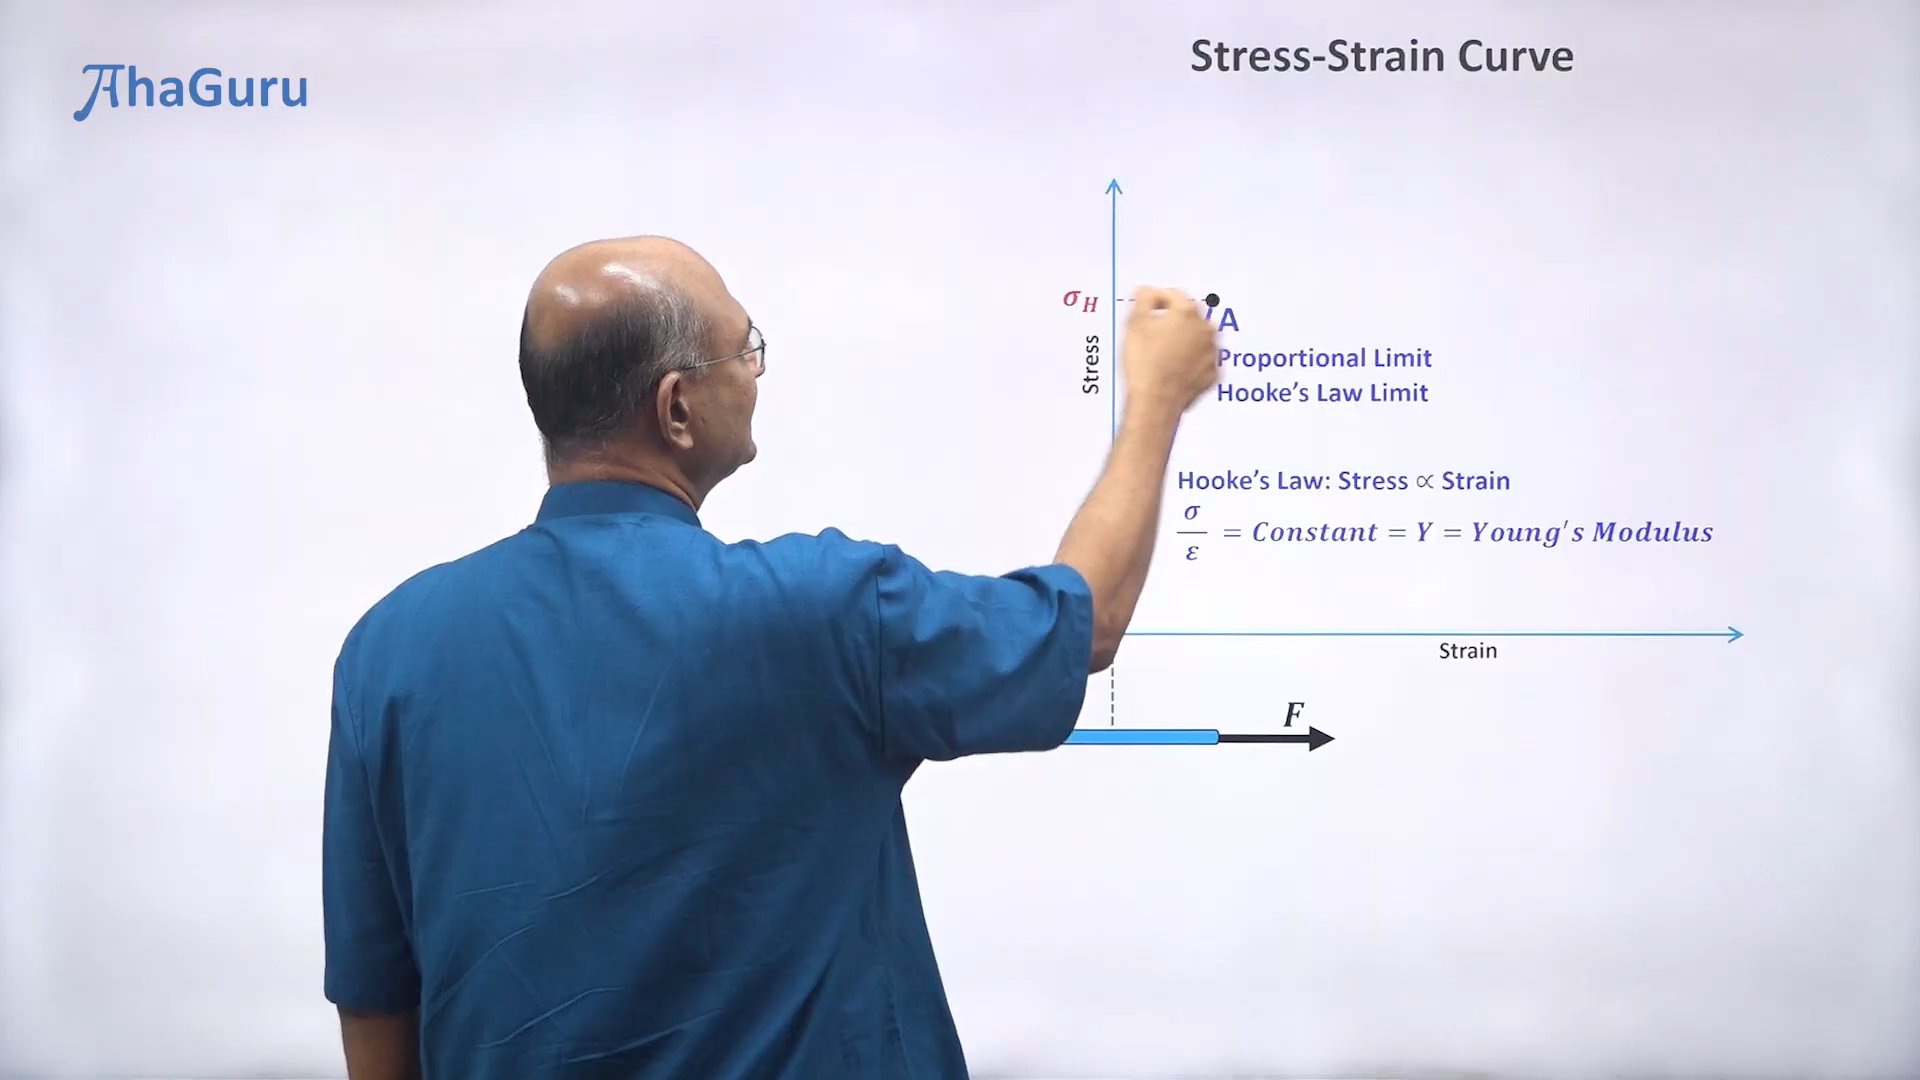 AhaGuru
Stress-Strain Curve
σH
A
Stress
Proportional Limit
Hooke's Law Limit
Hooke's Law: Stress ∝ Strain
σ/ε = Constant = Y = Young's Modulus
Strain
F